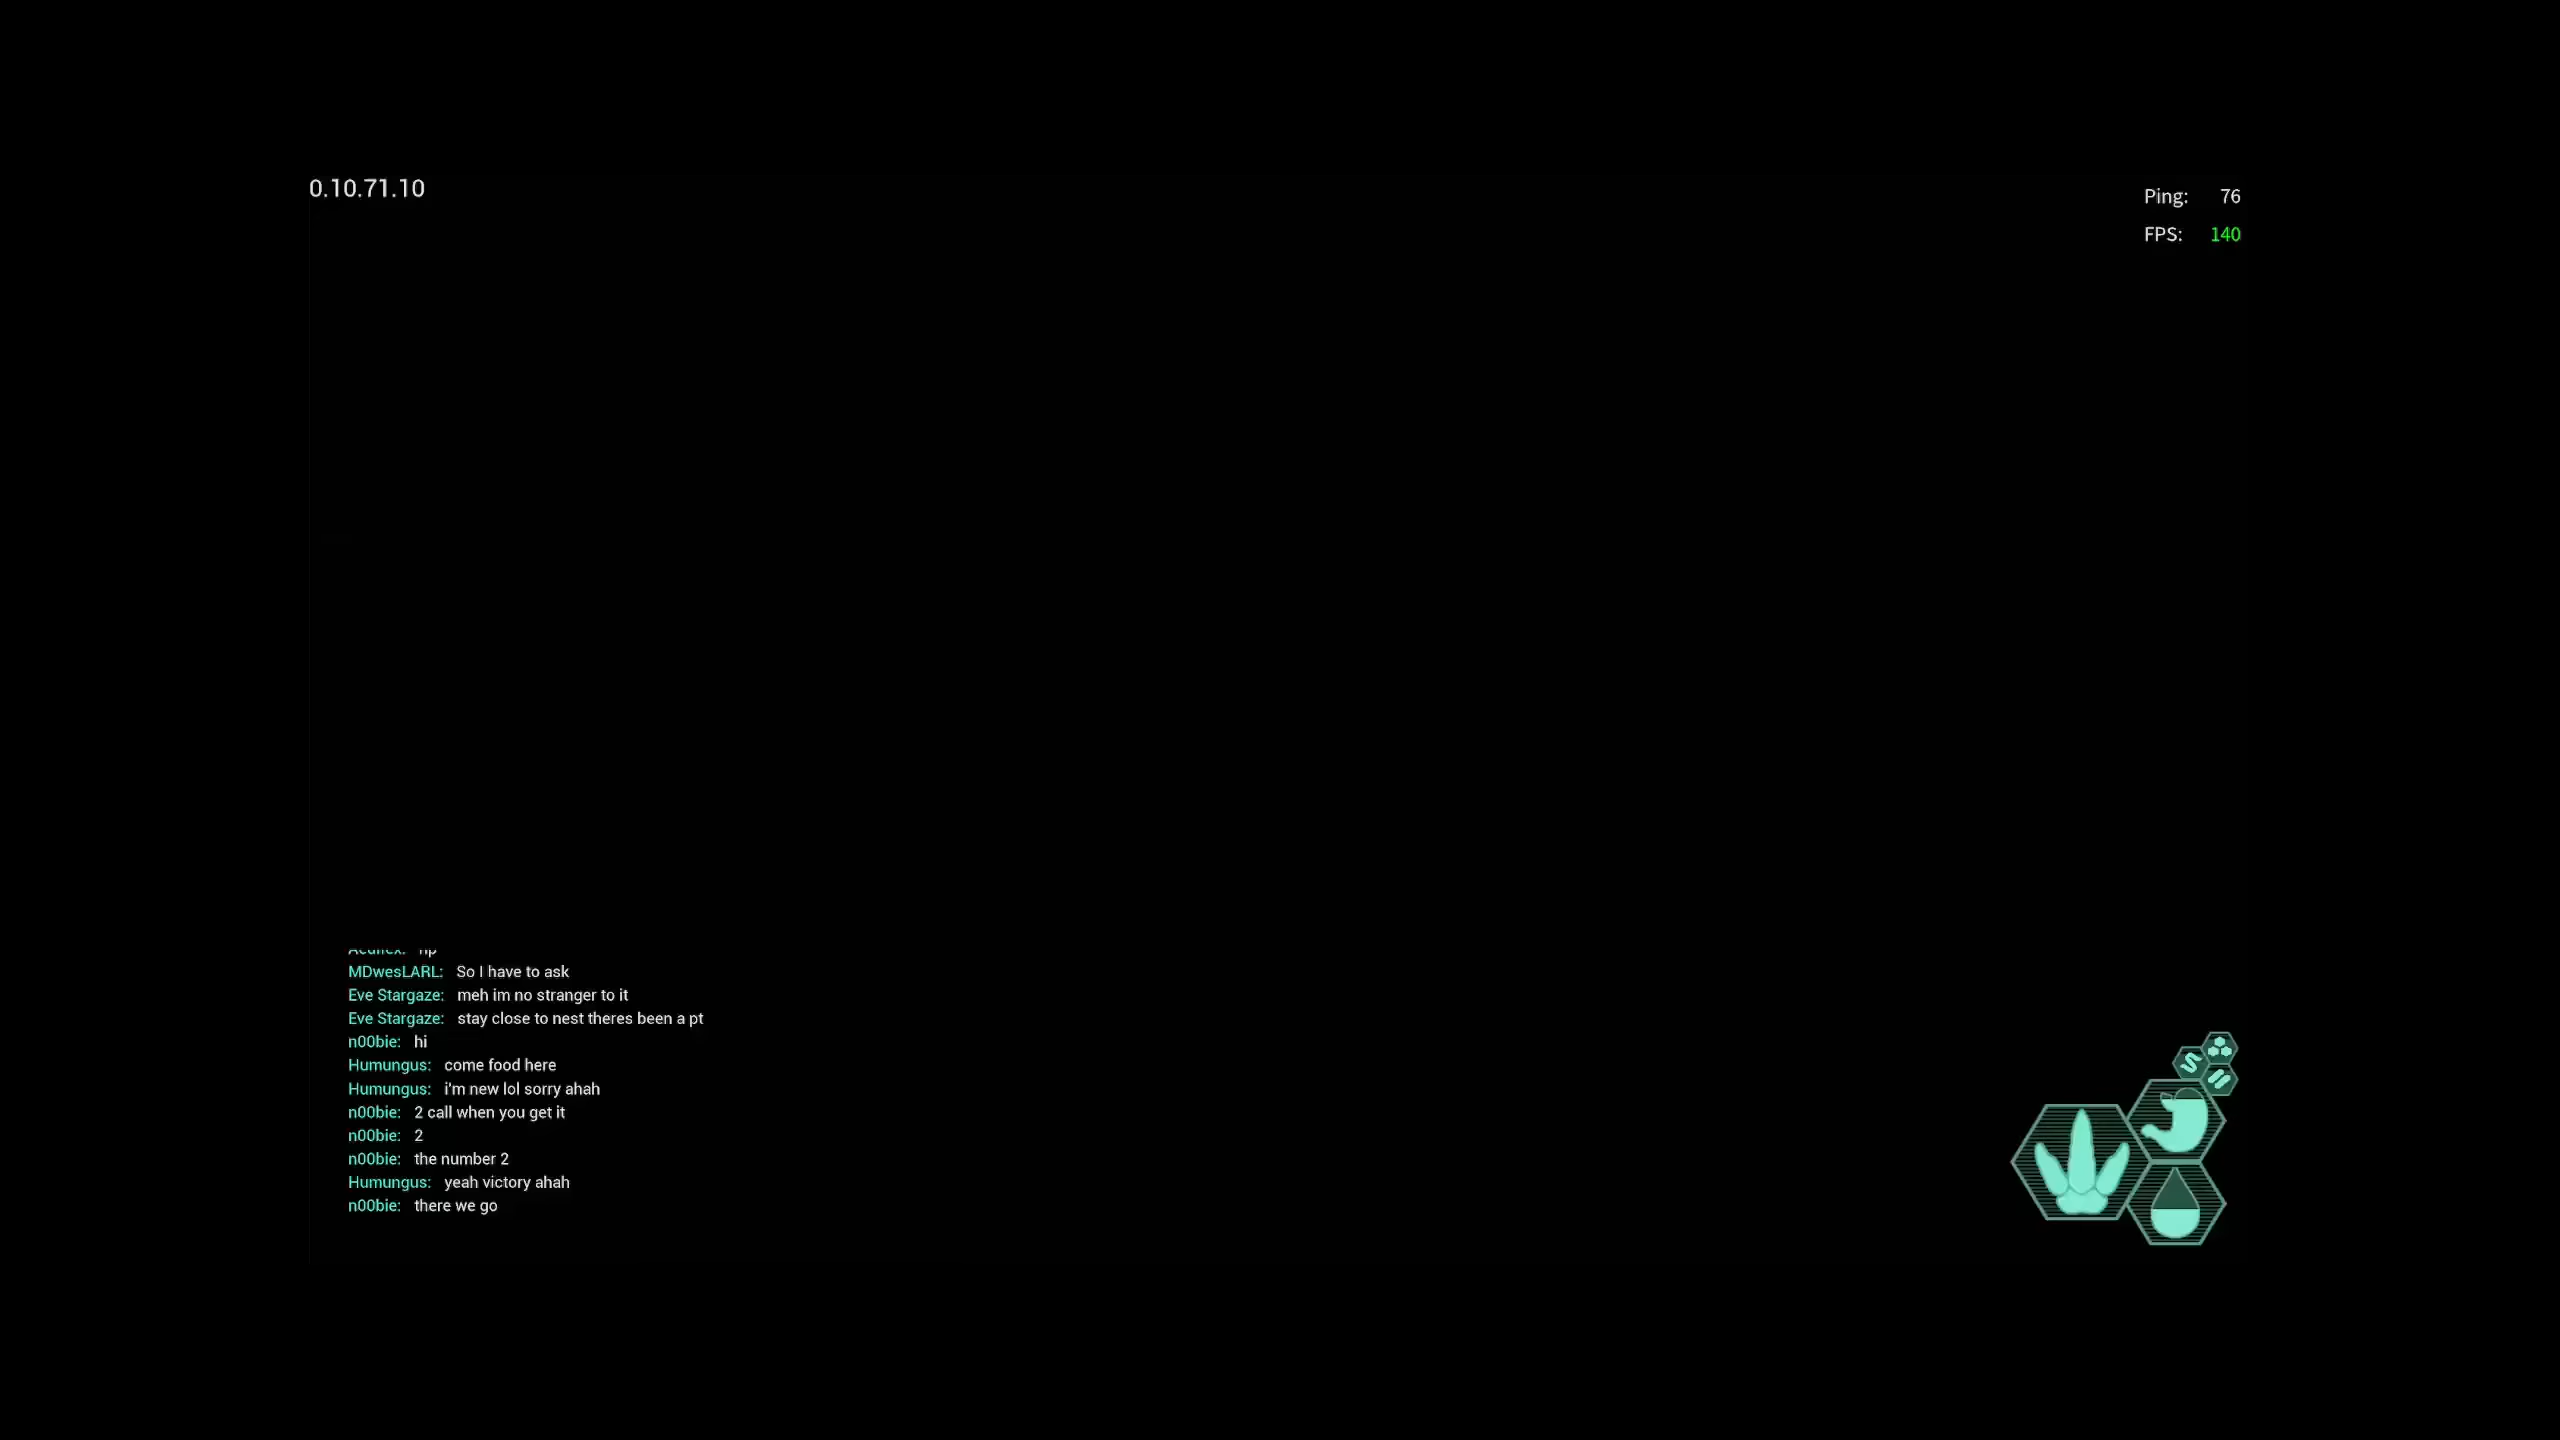 0.10.71.10
Ping: 76
FPS: 140
MDwesLARL: So I have to ask
Eve Stargaze: meh im no stranger to it
Eve Stargaze: stay close to nest theres been a pt
n00bie: hi
Humungus: come food here
Humungus: i'm new lol sorry ahah
n00bie: 2 call when you get it
n00bie: 2
n00bie: the number 2
Humungus: yeah victory ahah
n00bie: there we go